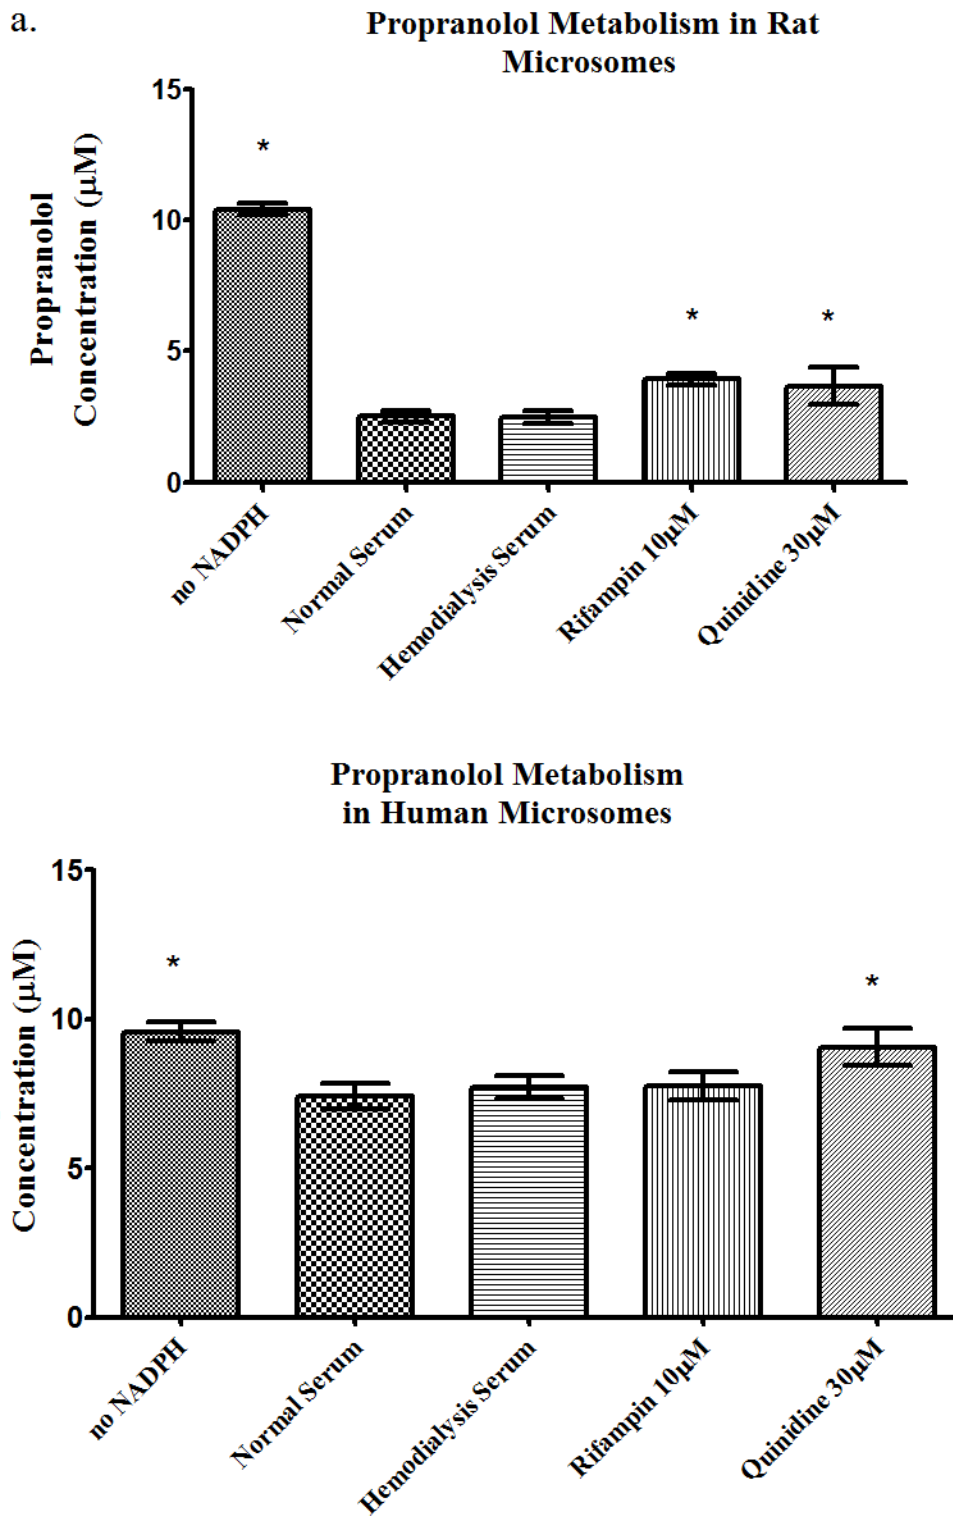 a.
Propranolol Metabolism in Rat
Microsomes
Propranolol
Concentration (µM)
15
10
5
0
*
*
*
no NADPH
Normal Serum
Hemodialysis Serum
Rifampin 10µM
Quinidine 30µM
Propranolol Metabolism
in Human Microsomes
Concentration (µM)
15
10
5
0
*
*
no NADPH
Normal Serum
Hemodialysis Serum
Rifampin 10µM
Quinidine 30µM